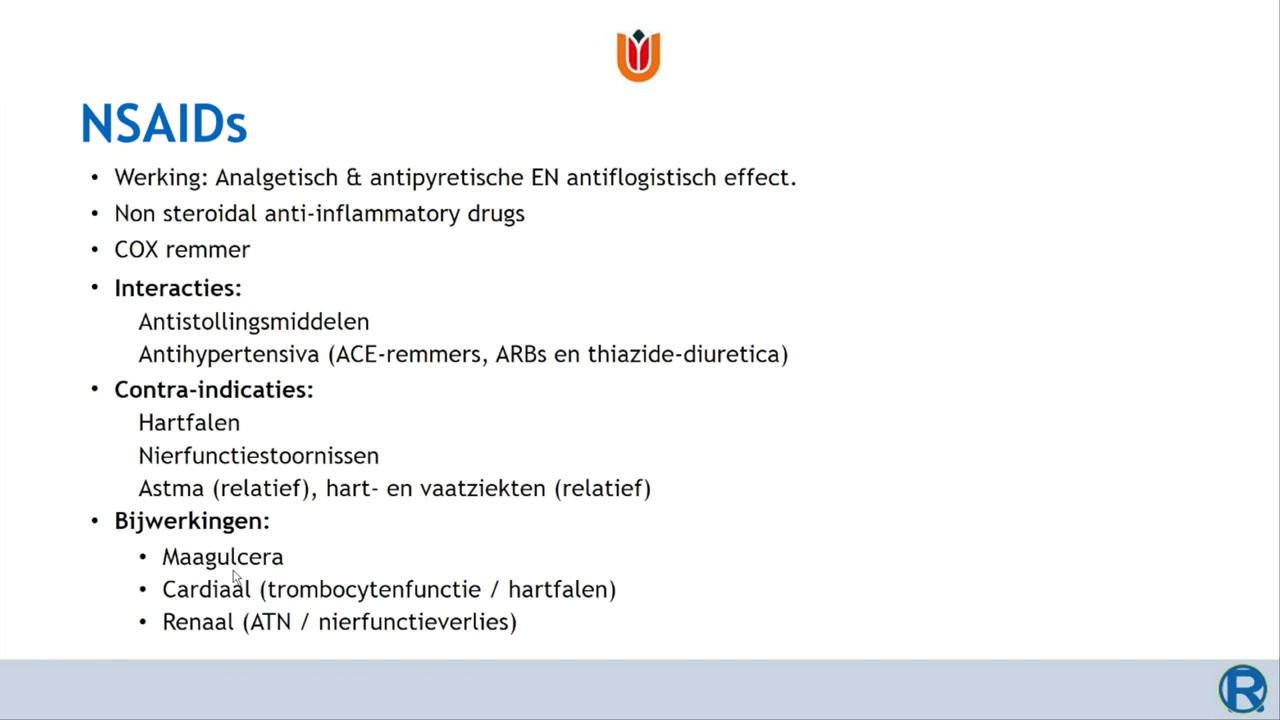 NSAIDs
• Werking: Analgetisch & antipyretische EN antiflogistisch effect.
• Non steroidal anti-inflammatory drugs
• COX remmer
• Interacties:
Antistollingsmiddelen
Antihypertensiva (ACE-remmers, ARBs en thiazide-diuretica)
• Contra-indicaties:
Hartfalen
Nierfunctiestoornissen
Astma (relatief), hart- en vaatziekten (relatief)
• Bijwerkingen:
• Maagulcera
• Cardiaal (trombocytenfunctie / hartfalen)
• Renaal (ATN / nierfunctieverlies)
R